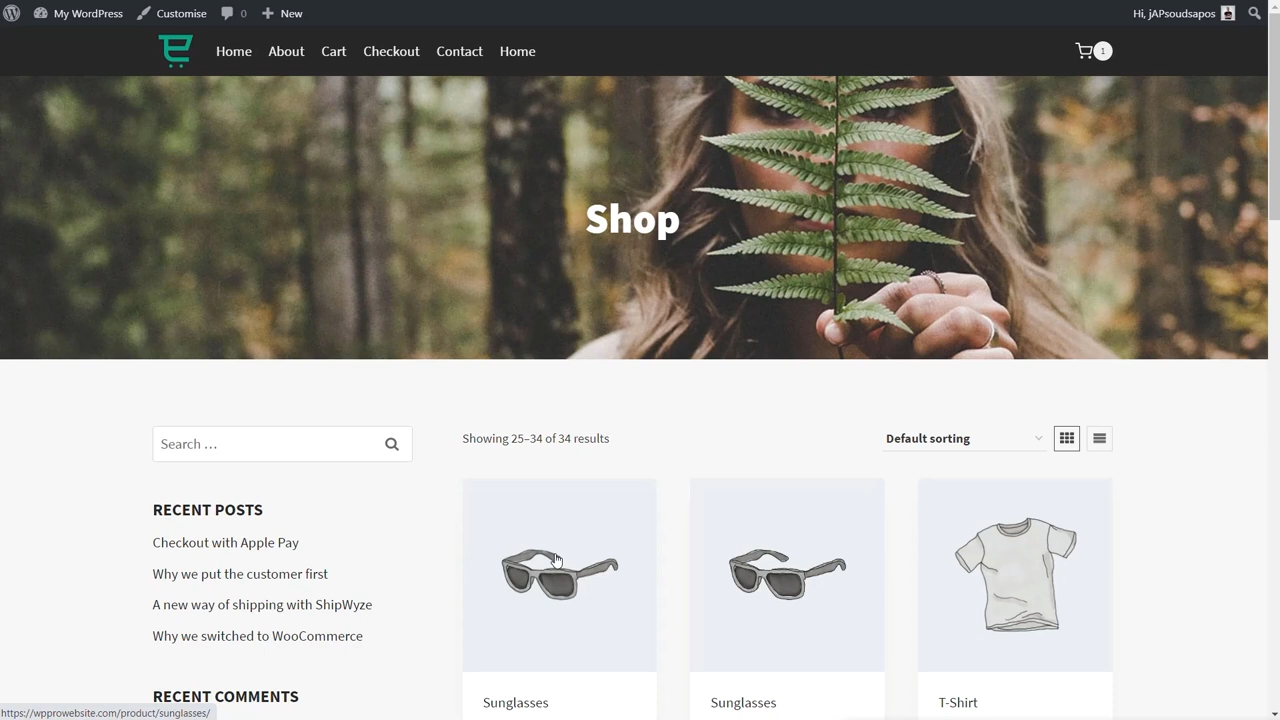 My WordPress Customise 0 New Hi, jAPsoudsapos
Home About Cart Checkout Contact Home 1
Shop
Search …
Showing 25–34 of 34 results
Default sorting
RECENT POSTS
Checkout with Apple Pay
Why we put the customer first
A new way of shipping with ShipWyze
Why we switched to WooCommerce
RECENT COMMENTS
Sunglasses
Sunglasses
T-Shirt
https://wpprowebsite.com/product/sunglasses/